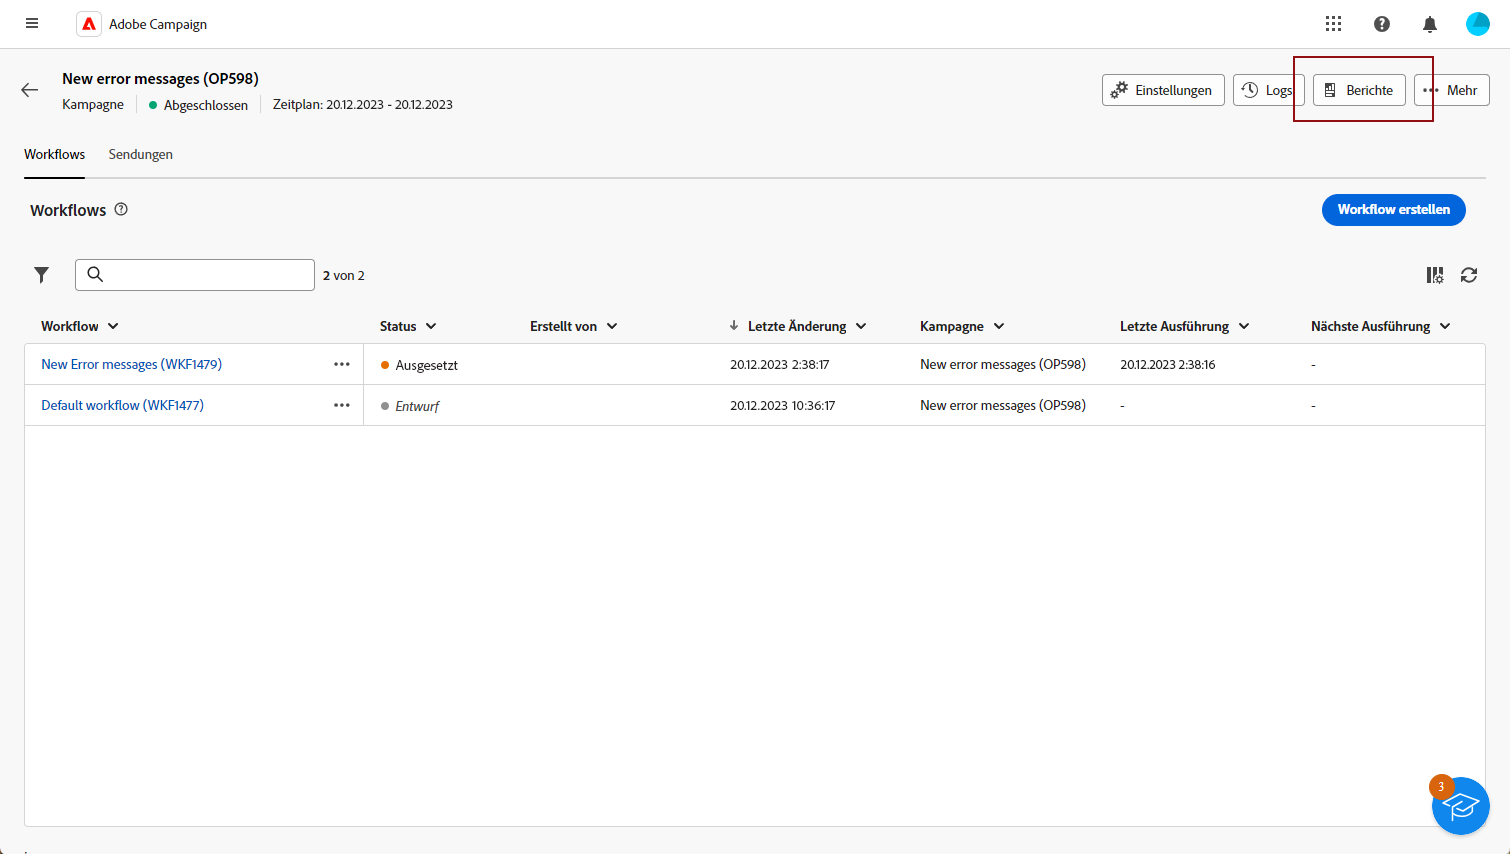 Adobe Campaign
New error messages (OP598)
Kampagne Abgeschlossen Zeitplan: 20.12.2023 - 20.12.2023
Einstellungen Logs Berichte Mehr
Workflows Sendungen
Workflows
Workflow erstellen
2 von 2
Workflow Status Erstellt von Letzte Änderung Kampagne Letzte Ausführung Nächste Ausführung
New Error messages (WKF1479) Ausgesetzt 20.12.2023 2:38:17 New error messages (OP598) 20.12.2023 2:38:16 -
Default workflow (WKF1477) Entwurf 20.12.2023 10:36:17 New error messages (OP598) - -
3